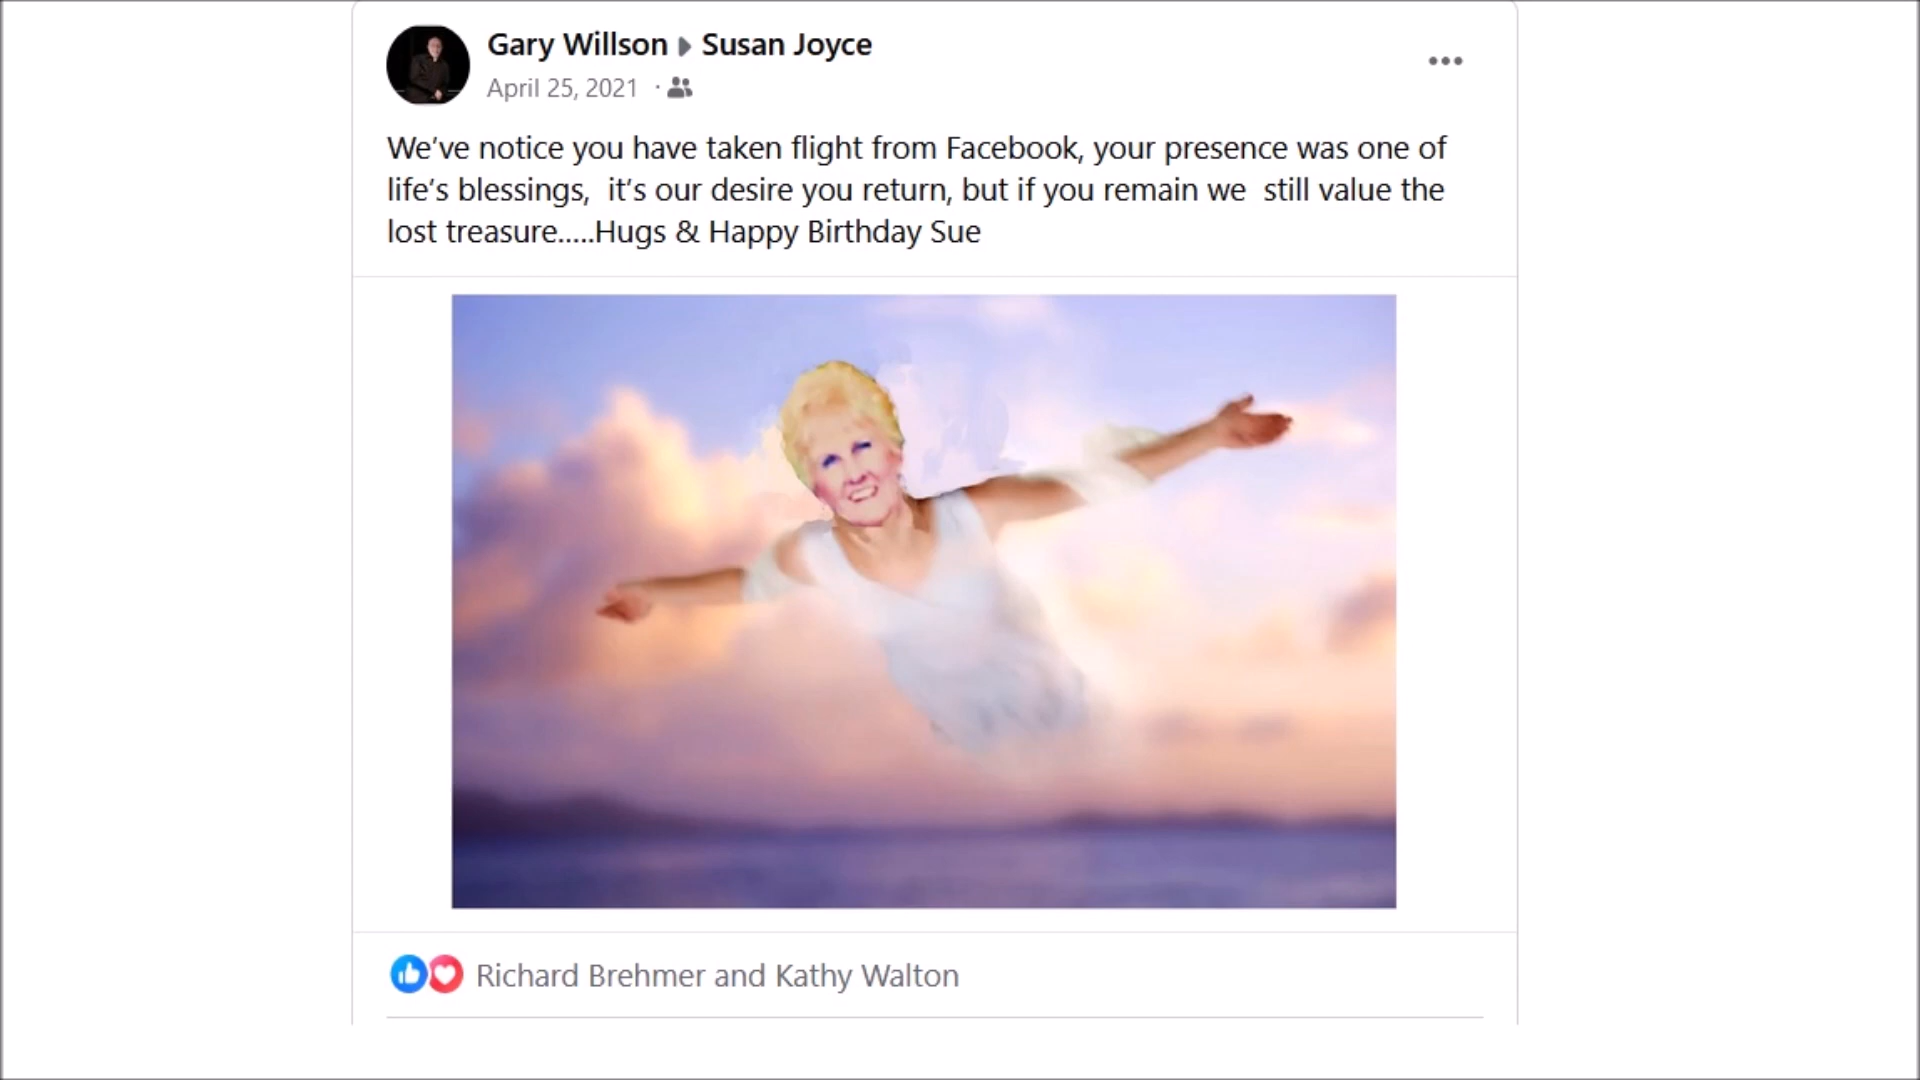 Gary Willson ▸ Susan Joyce
April 25, 2021 ·
We’ve notice you have taken flight from Facebook, your presence was one of
life’s blessings,  it’s our desire you return, but if you remain we  still value the
lost treasure.....Hugs & Happy Birthday Sue
Richard Brehmer and Kathy Walton